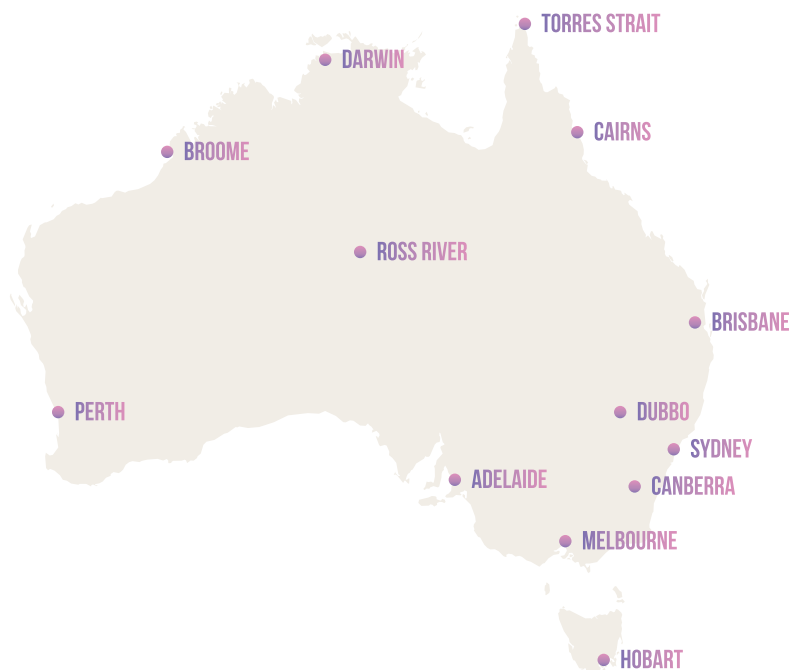 TORRES STRAIT
DARWIN
CAIRNS
BROOME
ROSS RIVER
BRISBANE
PERTH
DUBBO
SYDNEY
ADELAIDE
CANBERRA
MELBOURNE
HOBART